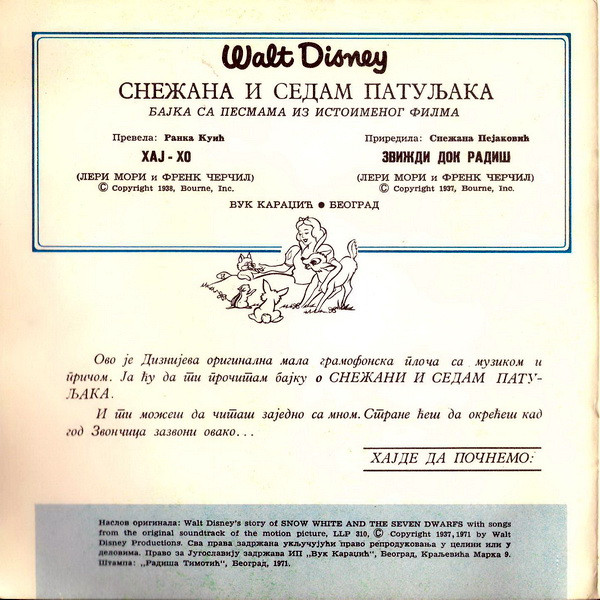 Walt Disney
СНЕЖАНА И СЕДАМ ПАТУЉАКА
БАЈКА СА ПЕСМАМА ИЗ ИСТОИМЕНОГ ФИЛМА
Превела: Ранка Куић
ХАЈ - ХО
(ЛЕРИ МОРИ и ФРЕНК ЧЕРЧИЛ)
© Copyright 1938, Bourne, Inc.
Приредила: Снежана Пејаковић
ЗВИЖДИ ДОК РАДИШ
(ЛЕРИ МОРИ и ФРЕНК ЧЕРЧИЛ)
© Copyright 1937, Bourne, Inc.
ВУК КАРАЏИЋ ● БЕОГРАД
Ово је Дизнијева оригинална мала грамофонска плоча са музиком и
причом. Ја ћу да ти прочитам бајку о СНЕЖАНИ И СЕДАМ ПАТУ-
ЉАКА.
И ти можеш да читаш заједно са мном. Стране ћеш да окрећеш кад
год Звончица зазвони овако...
ХАЈДЕ ДА ПОЧНЕМО:
Наслов оригинала: Walt Disney's story of SNOW WHITE AND THE SEVEN DWARFS with songs
from the original soundtrack of the motion picture, LLP 310, © Copyright 1937, 1971 by Walt
Disney Productions. Сва права задржана укључујући право репродуковања у целини или у
деловима. Право за Југославију задржава ИП „Вук Караџић", Београд, Краљевића Марка 9.
Штампа: „Радиша Тимотић", Београд, 1971.